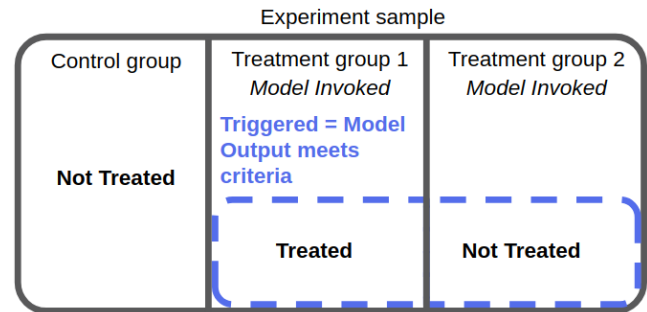 Experiment sample
Control group
Not Treated
Treatment group 1
Model Invoked
Triggered = Model
Output meets
criteria
Treated
Treatment group 2
Model Invoked
Not Treated